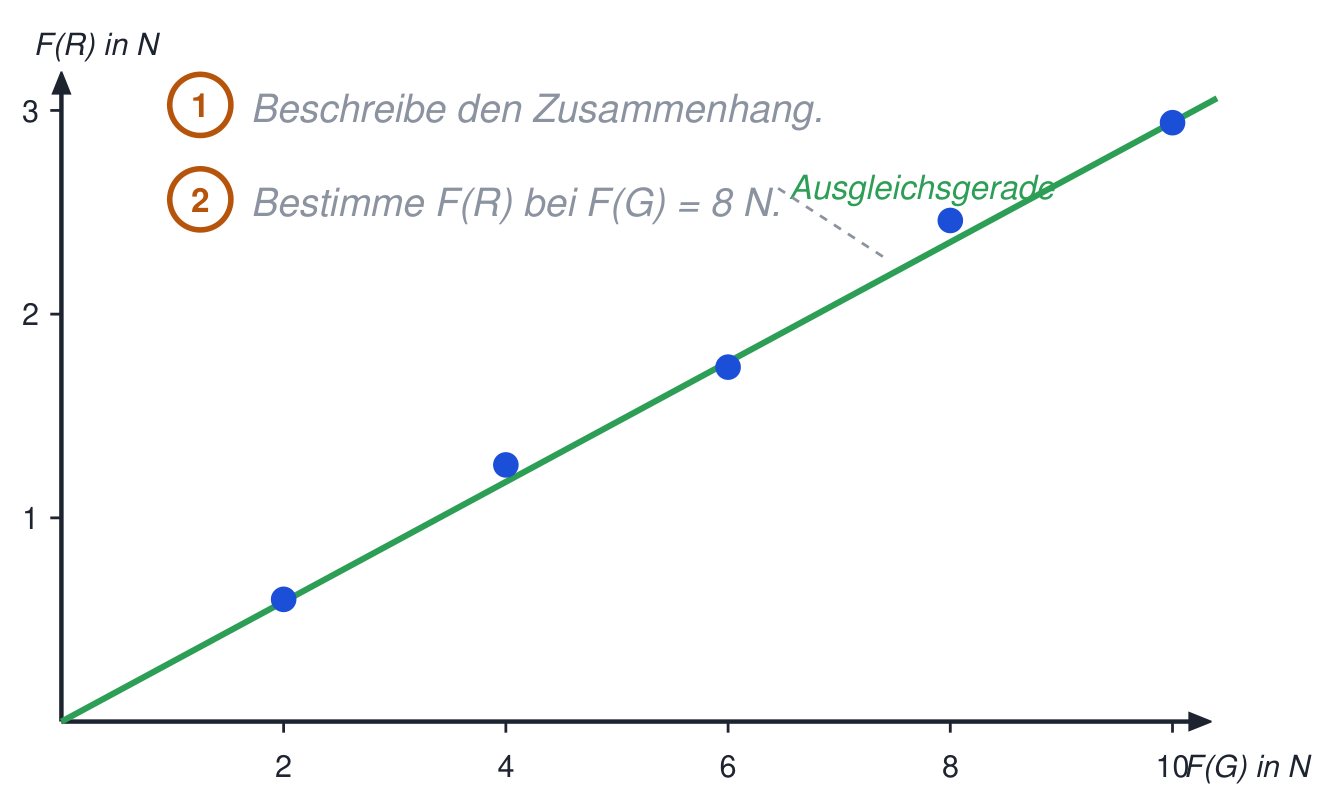 F(R) in N
3
1 Beschreibe den Zusammenhang.
2 Bestimme F(R) bei F(G) = 8 N.
Ausgleichsgerade
2
1
2 4 6 8 10 F(G) in N